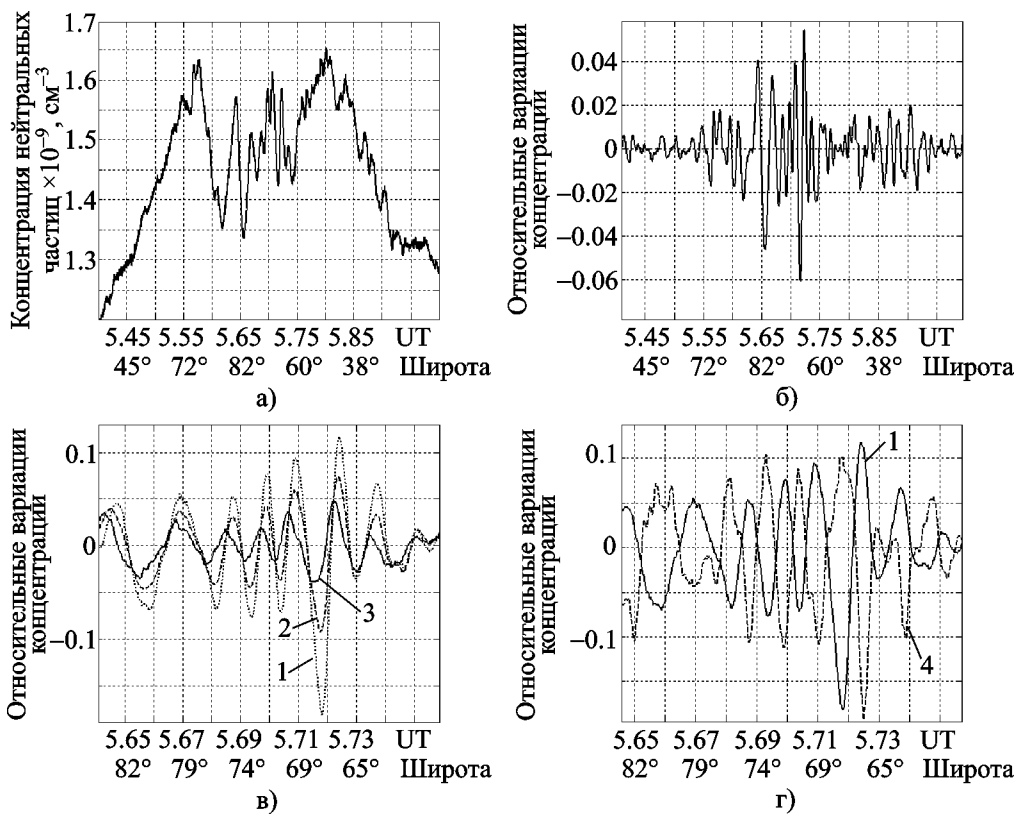 Концентрация нейтральных
частиц ×10⁻⁹, см⁻³
1.7
1.6
1.5
1.4
1.3
5.45 5.55 5.65 5.75 5.85 UT
45° 72° 82° 60° 38° Широта
а)
Относительные вариации
концентрации
0.04
0.02
0
−0.02
−0.04
−0.06
5.45 5.55 5.65 5.75 5.85 UT
45° 72° 82° 60° 38° Широта
б)
Относительные вариации
концентрации
0.1
0
−0.1
3
2
1
5.65 5.67 5.69 5.71 5.73 UT
82° 79° 74° 69° 65° Широта
в)
Относительные вариации
концентрации
0.1
0
−0.1
1
4
5.65 5.67 5.69 5.71 5.73 UT
82° 79° 74° 69° 65° Широта
г)